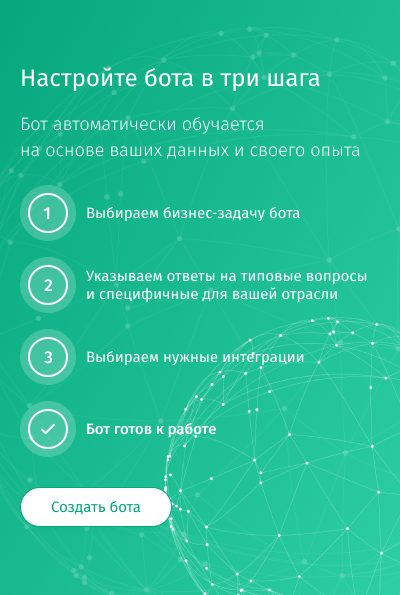 Настройте бота в три шага
Бот автоматически обучается
на основе ваших данных и своего опыта
1 Выбираем бизнес-задачу бота
2 Указываем ответы на типовые вопросы
и специфичные для вашей отрасли
3 Выбираем нужные интеграции
Бот готов к работе
Создать бота